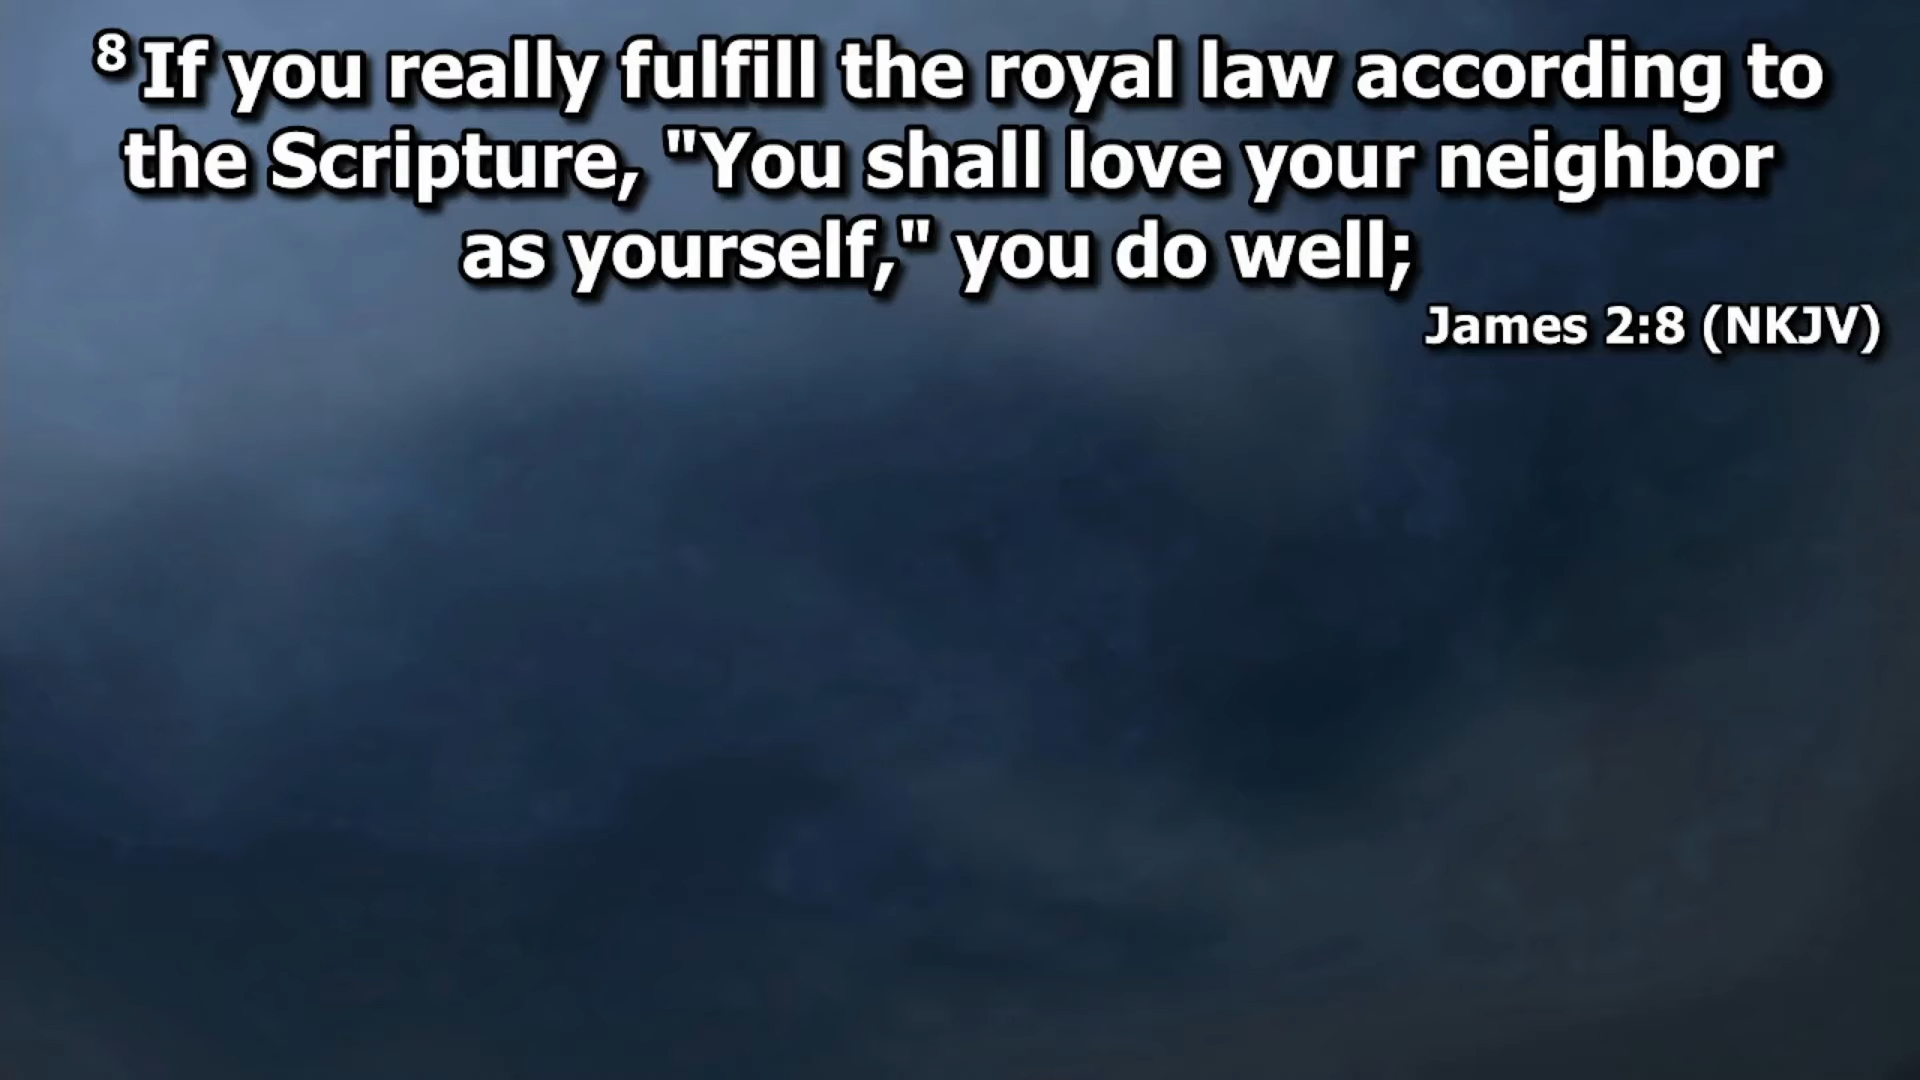 8 If you really fulfill the royal law according to
the Scripture, "You shall love your neighbor
as yourself," you do well;
James 2:8 (NKJV)